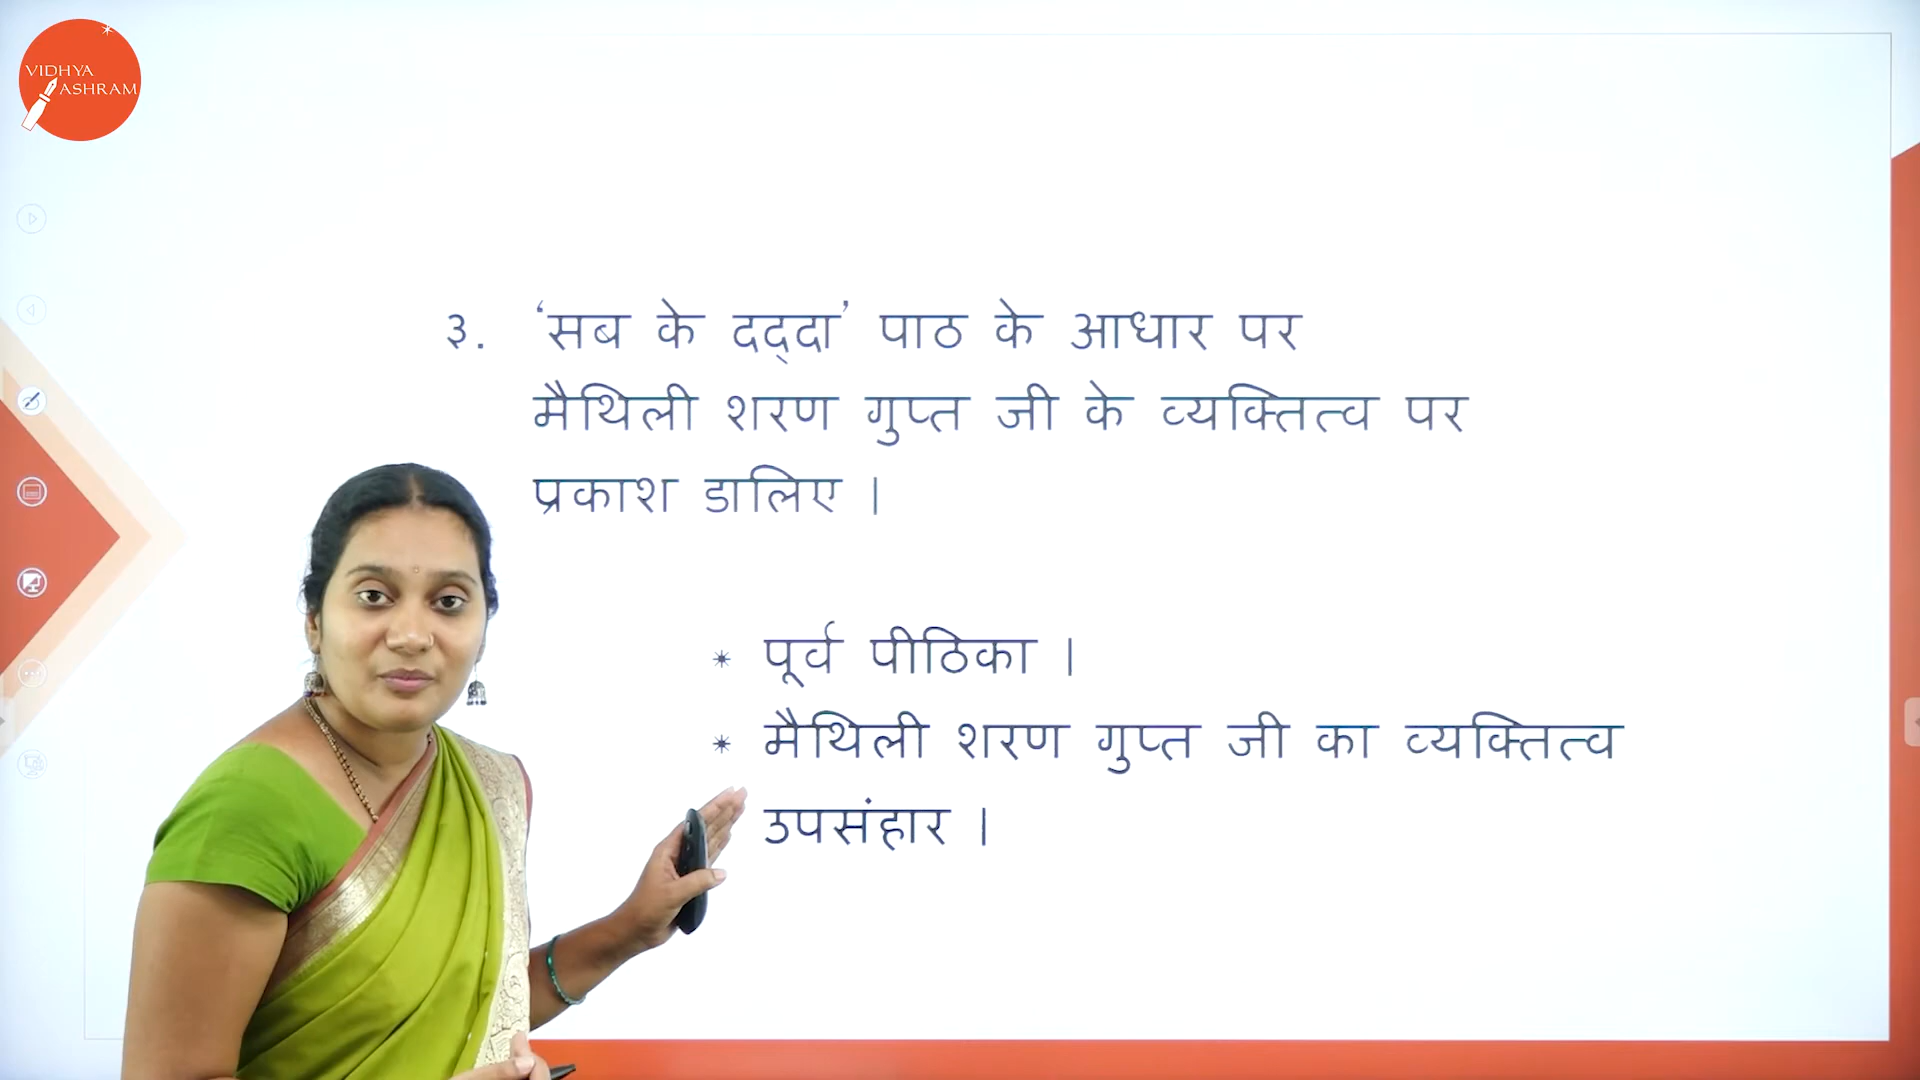 VIDHYA
ASHRAM
३. ‘सब के दद्दा’ पाठ के आधार पर
मैथिली शरण गुप्त जी के व्यक्तित्व पर
प्रकाश डालिए |
* पूर्व पीठिका |
* मैथिली शरण गुप्त जी का व्यक्तित्व
उपसंहार |